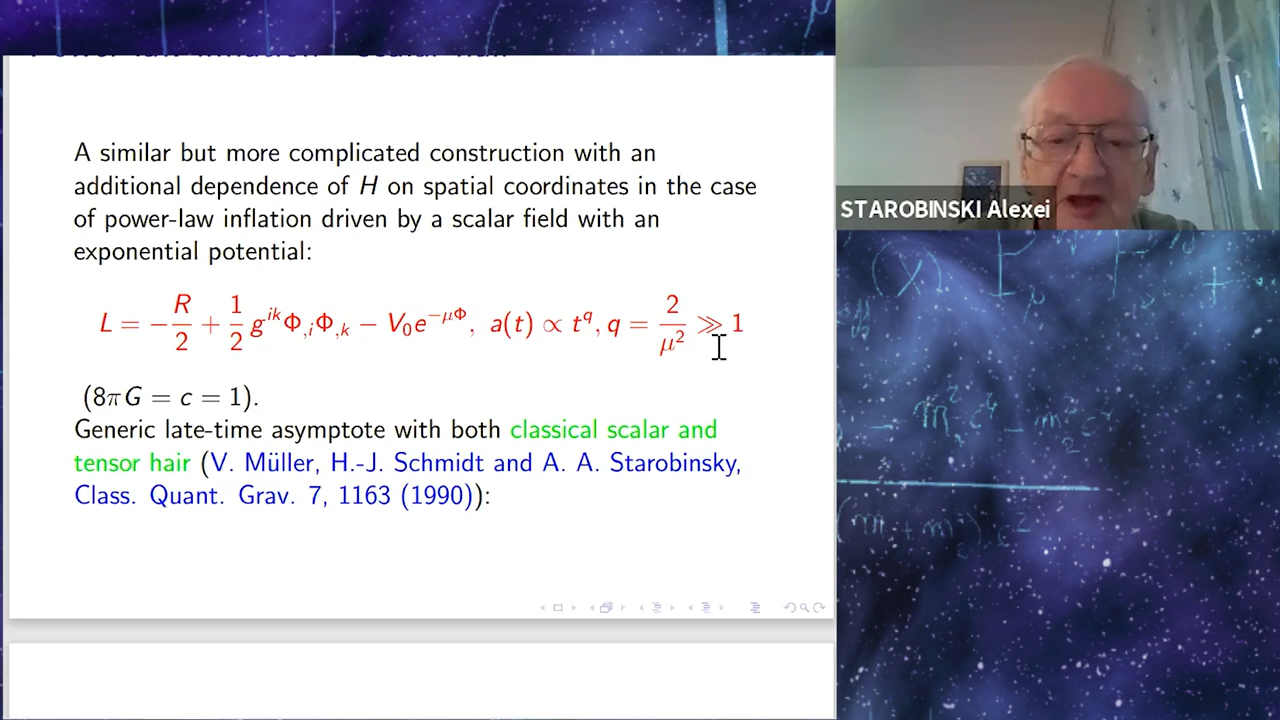 A similar but more complicated construction with an
additional dependence of H on spatial coordinates in the case
of power-law inflation driven by a scalar field with an
exponential potential:
L = −R/2 + 1/2 g^{ik}Φ_{,i}Φ_{,k} − V₀e^{−μΦ}, a(t) ∝ t^q, q = 2/μ² ≫ 1
(8πG = c = 1).
Generic late-time asymptote with both classical scalar and
tensor hair (V. Müller, H.-J. Schmidt and A. A. Starobinsky,
Class. Quant. Grav. 7, 1163 (1990)):
STAROBINSKI Alexei